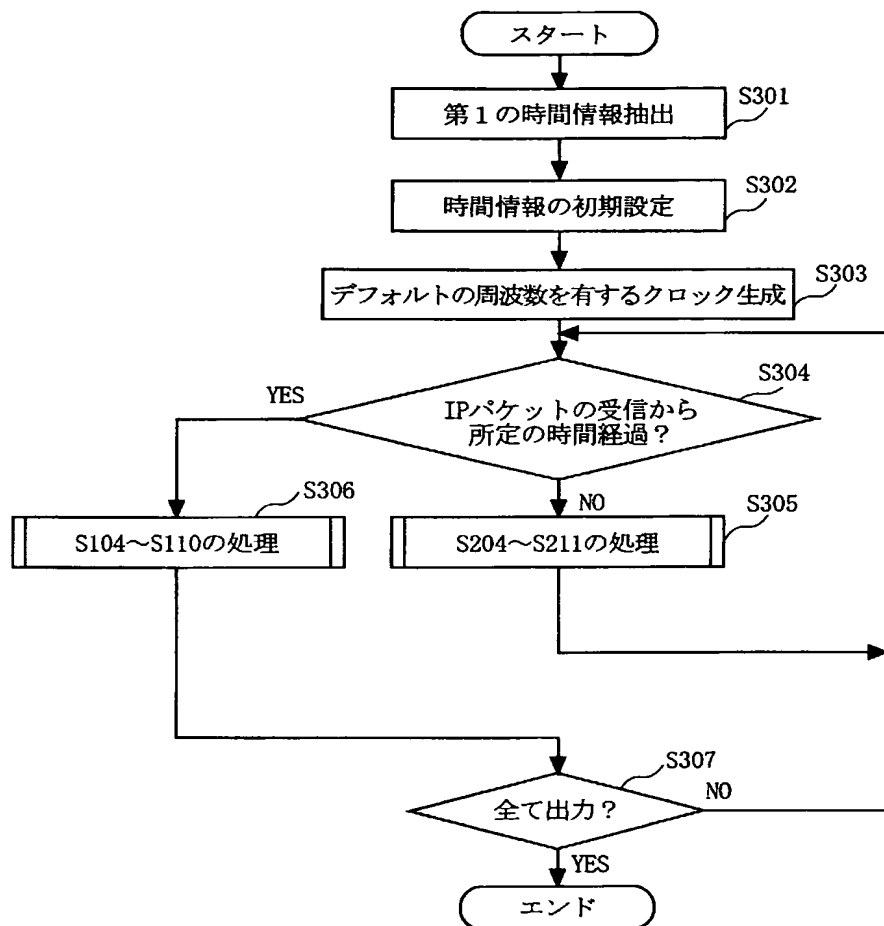 スタート
第1の時間情報抽出
S301
時間情報の初期設定
S302
デフォルトの周波数を有するクロック生成
S303
IPパケットの受信から
所定の時間経過？
S304
YES
NO
S104～S110の処理
S306
S204～S211の処理
S305
全て出力？
S307
NO
YES
エンド